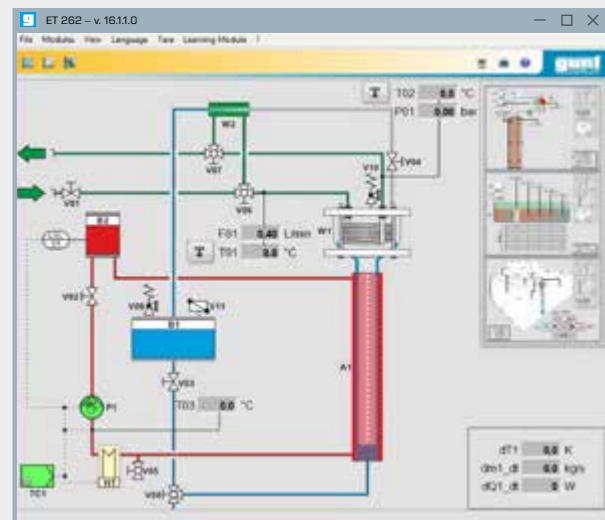 ET 262 – v. 16.1.1.0
File Modules View Language Tare Learning Module ?
gunt
T T02 0,0 °C
P01 0,00 bar
W2
V07
V10
V04
V01
V06
B2
F01 0,40 L/min
W1
T T01 0,0 °C
V02
V09
V11
B1
A1
V03
P1
T03 0,0 °C
dT1 0,0 K
dm1_dt 0,0 kg/h
dQ1_dt 0 W
V05
H1
TC1
V08